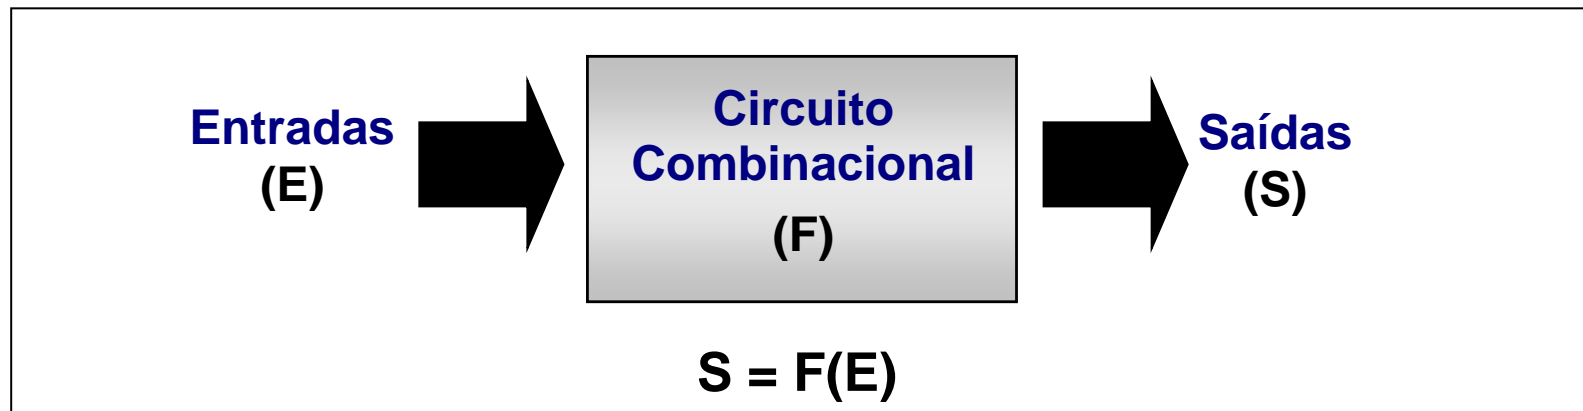 Entradas
(E)
Circuito
Combinacional
(F)
Saídas
(S)
S = F(E)